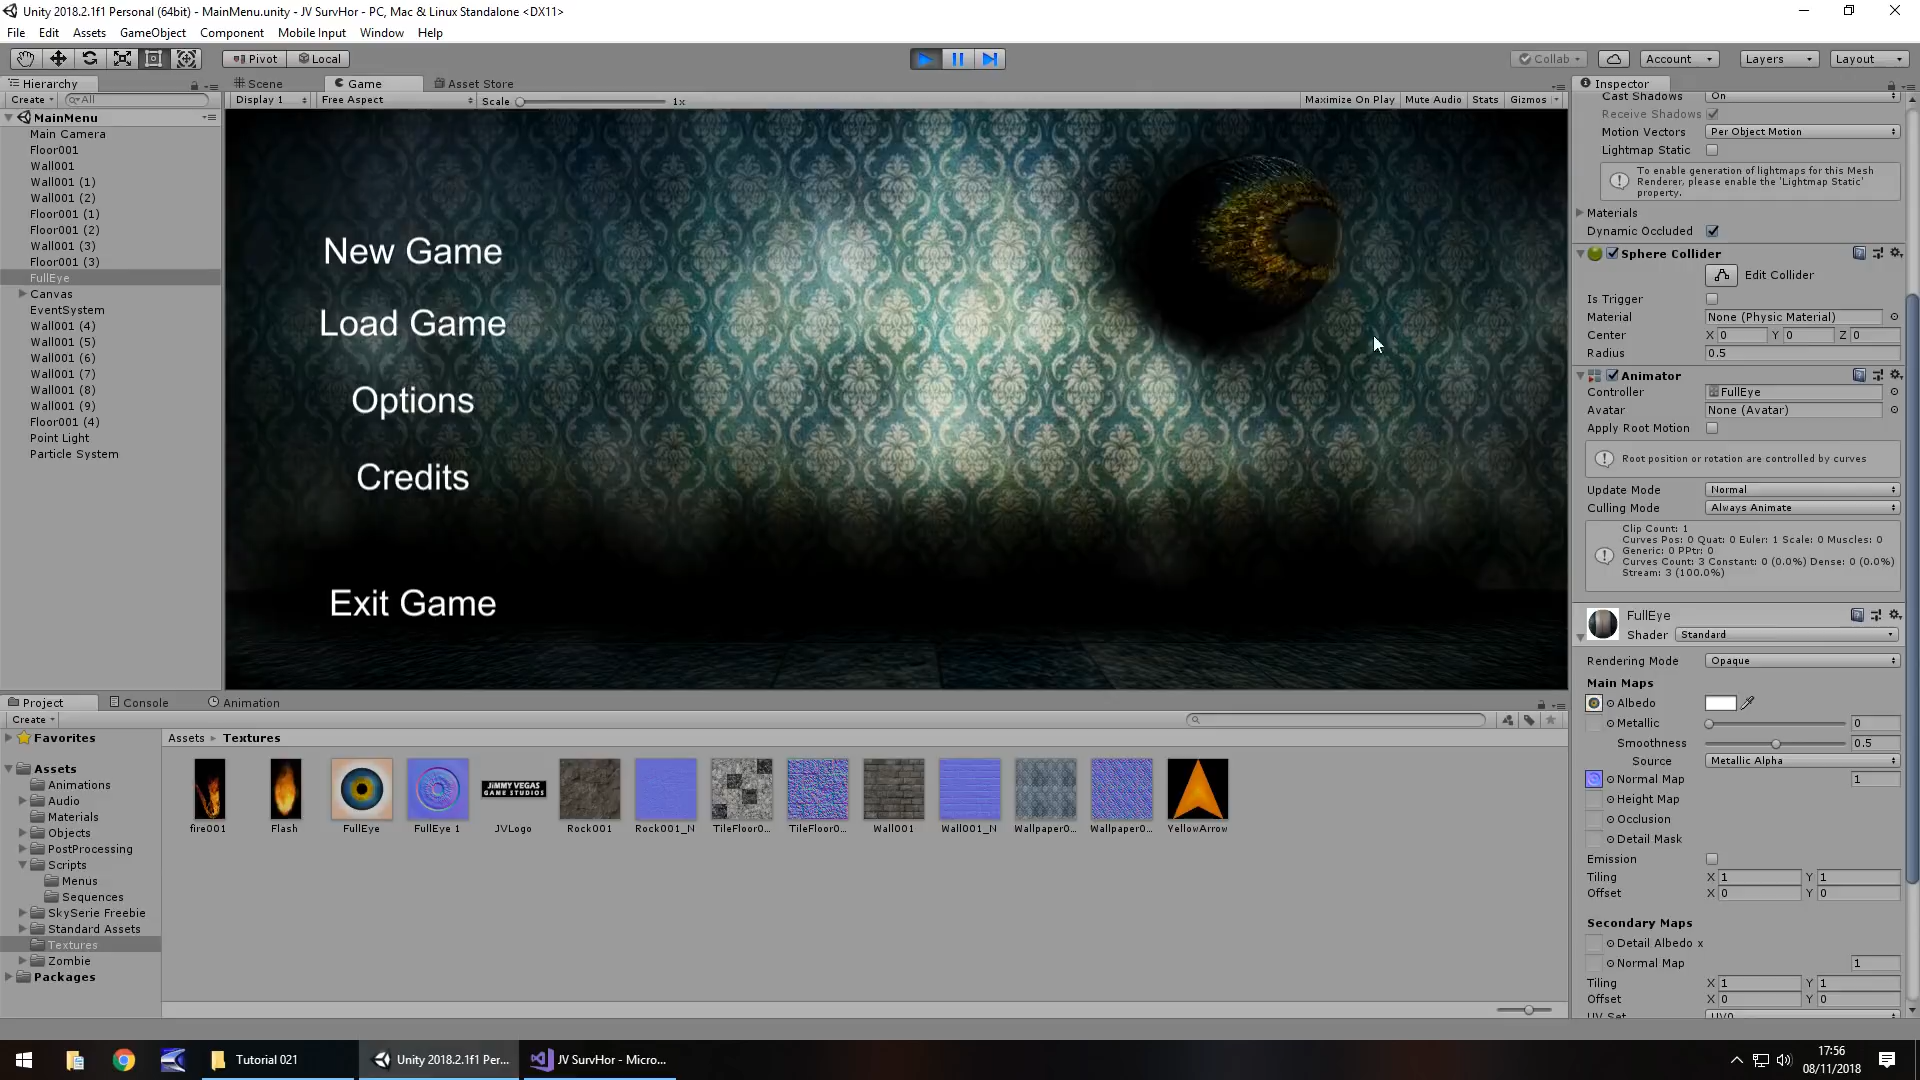 Unity 2018.2.1f1 Personal (64bit) - MainMenu.unity - JV SurvHor - PC, Mac & Linux Standalone <DX11>
File Edit Assets GameObject Component Mobile Input Window Help
Pivot Local
Collab Account Layers Layout
Hierarchy
Create All
MainMenu
Main Camera
Floor001
Wall001
Wall001 (1)
Wall001 (2)
Floor001 (1)
Floor001 (2)
Wall001 (3)
Floor001 (3)
FullEye
Canvas
EventSystem
Wall001 (4)
Wall001 (5)
Wall001 (6)
Wall001 (7)
Wall001 (8)
Wall001 (9)
Floor001 (4)
Point Light
Particle System
Scene Game Asset Store
Display 1 Free Aspect Scale 1x Maximize On Play Mute Audio Stats Gizmos
New Game
Load Game
Options
Credits
Exit Game
Inspector
Cast Shadows On
Receive Shadows
Motion Vectors Per Object Motion
Lightmap Static
To enable generation of lightmaps for this Mesh
Renderer, please enable the 'Lightmap Static'
property.
Materials
Dynamic Occluded
Sphere Collider
Edit Collider
Is Trigger
Material None (Physic Material)
Center X 0 Y 0 Z 0
Radius 0.5
Animator
Controller FullEye
Avatar None (Avatar)
Apply Root Motion
Root position or rotation are controlled by curves
Update Mode Normal
Culling Mode Always Animate
Clip Count: 1
Curves Pos: 0 Quat: 0 Euler: 1 Scale: 0 Muscles: 0
Generic: 0 PPtr: 0
Curves Count: 3 Constant: 0 (0.0%) Dense: 0 (0.0%)
Stream: 3 (100.0%)
FullEye
Shader Standard
Rendering Mode Opaque
Main Maps
Albedo
Metallic 0
Smoothness 0.5
Source Metallic Alpha
Normal Map 1
Height Map
Occlusion
Detail Mask
Emission
Tiling X 1 Y 1
Offset X 0 Y 0
Secondary Maps
Detail Albedo x
Normal Map 1
Tiling X 1 Y 1
Offset X 0 Y 0
UV Set UV0
Project Console Animation
Create
Favorites
Assets
Animations
Audio
Materials
Objects
PostProcessing
Scripts
Menus
Sequences
SkySerie Freebie
Standard Assets
Textures
Zombie
Packages
Assets Textures
JIMMY VEGAS
GAME STUDIOS
fire001 Flash FullEye FullEye 1 JVLogo Rock001 Rock001_N TileFloor0... TileFloor0... Wall001 Wall001_N Wallpaper0... Wallpaper0... YellowArrow
Tutorial 021 Unity 2018.2.1f1 Per... JV SurvHor - Micro...
17:56
08/11/2018